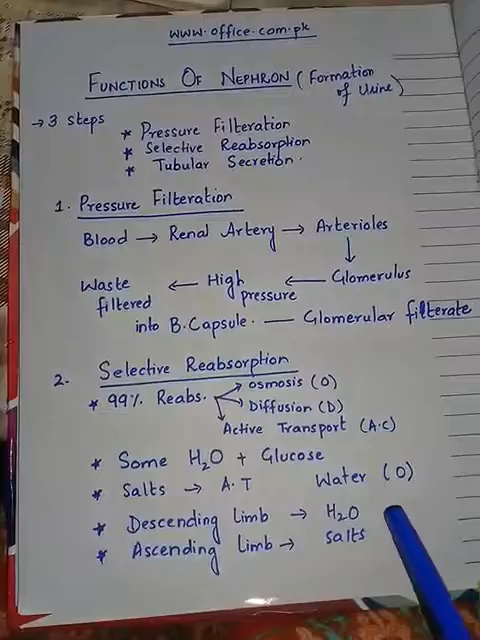 www.office.com.pk
FUNCTIONS OF NEPHRON (Formation of Urine)
→ 3 steps
* Pressure Filteration
* Selective Reabsorption
* Tubular Secretion.
1. Pressure Filteration
Blood → Renal Artery → Arterioles
↓
Waste filtered ← High pressure ← Glomerulus
into B.Capsule. — Glomerular filterate
2. Selective Reabsorption
* 99% Reabs. → Osmosis (O)
→ Diffusion (D)
→ Active Transport (A.C)
* Some H₂O + Glucose
* Salts → A.T Water (O)
* Descending limb → H₂O
* Ascending limb → salts